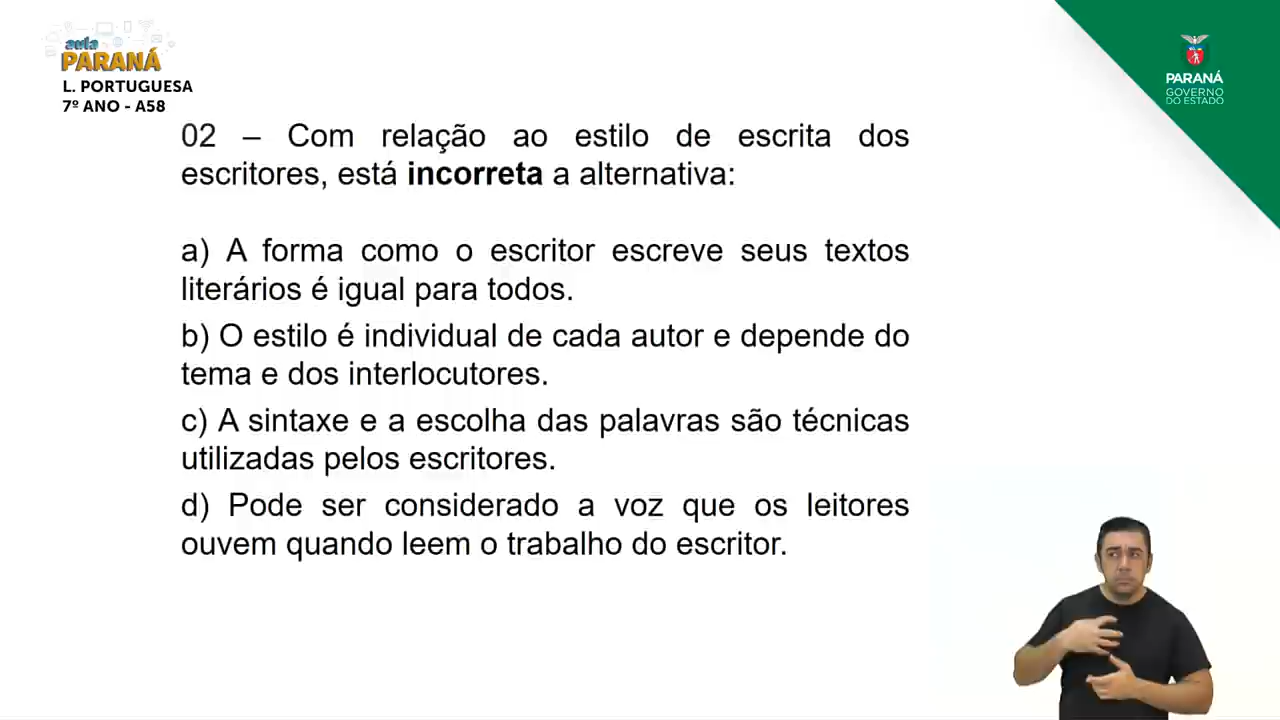 aula
PARANÁ
L. PORTUGUESA
7º ANO - A58
PARANÁ
GOVERNO
DO ESTADO
02 – Com relação ao estilo de escrita dos
escritores, está incorreta a alternativa:
a) A forma como o escritor escreve seus textos
literários é igual para todos.
b) O estilo é individual de cada autor e depende do
tema e dos interlocutores.
c) A sintaxe e a escolha das palavras são técnicas
utilizadas pelos escritores.
d) Pode ser considerado a voz que os leitores
ouvem quando leem o trabalho do escritor.